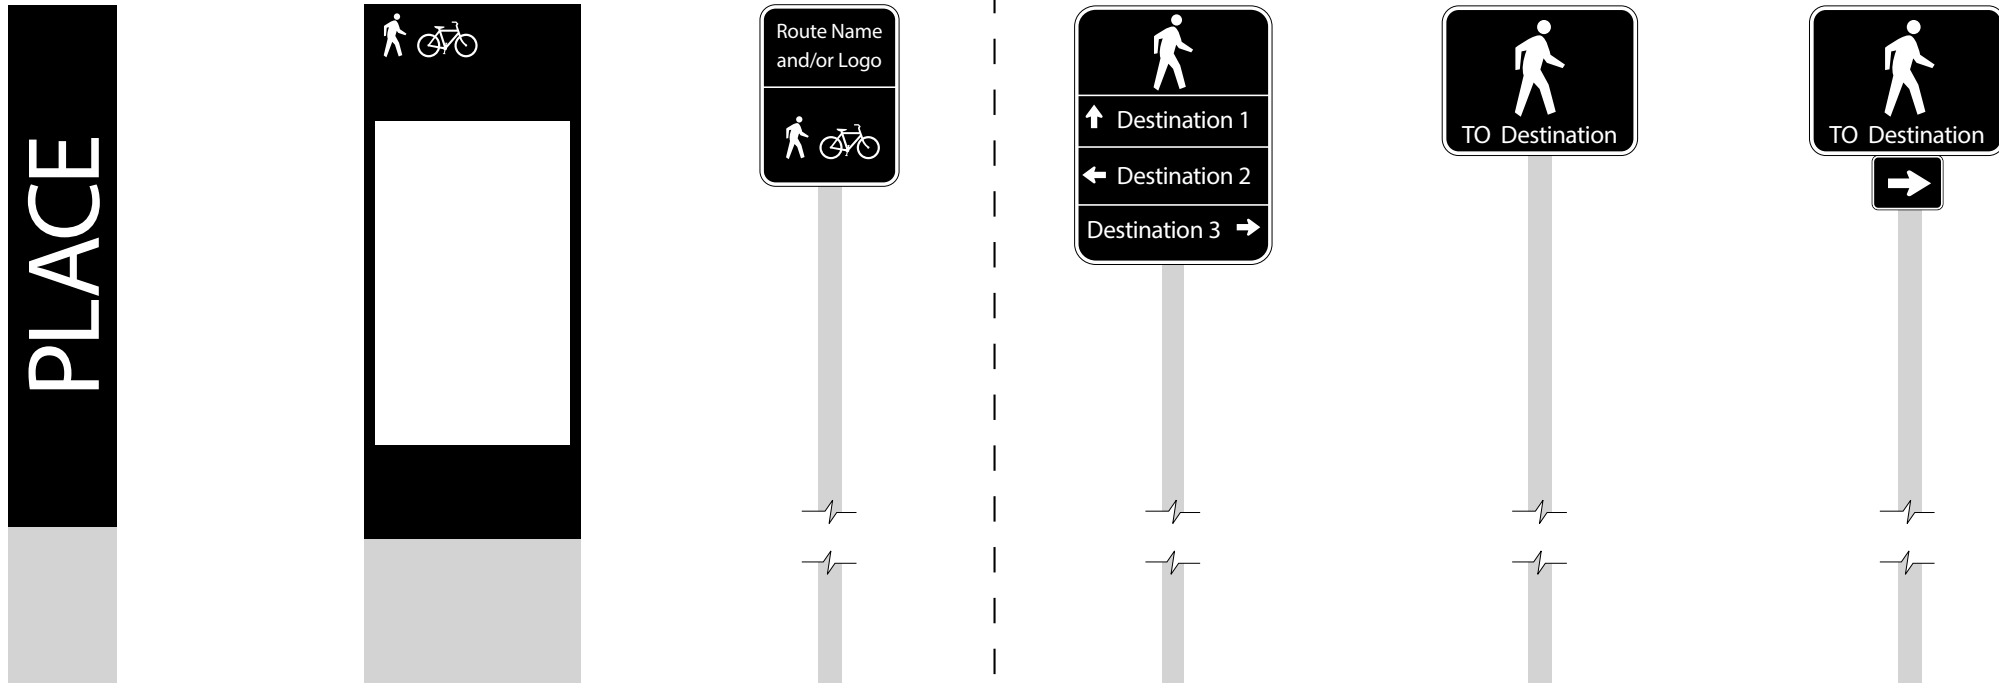 PLACE
Route Name
and/or Logo
Destination 1
Destination 2
Destination 3
TO Destination
TO Destination